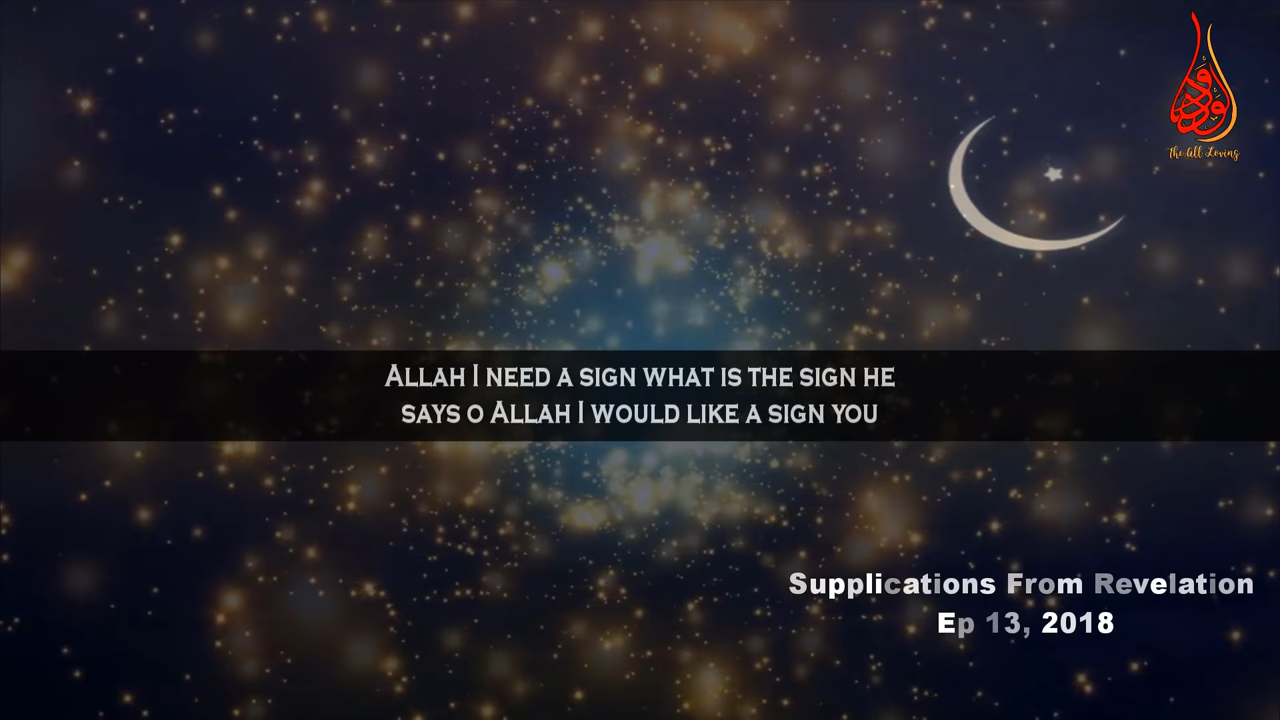 الودود
The All Loving
ALLAH I NEED A SIGN WHAT IS THE SIGN HE
SAYS O ALLAH I WOULD LIKE A SIGN YOU
Supplications From Revelation
Ep 13, 2018